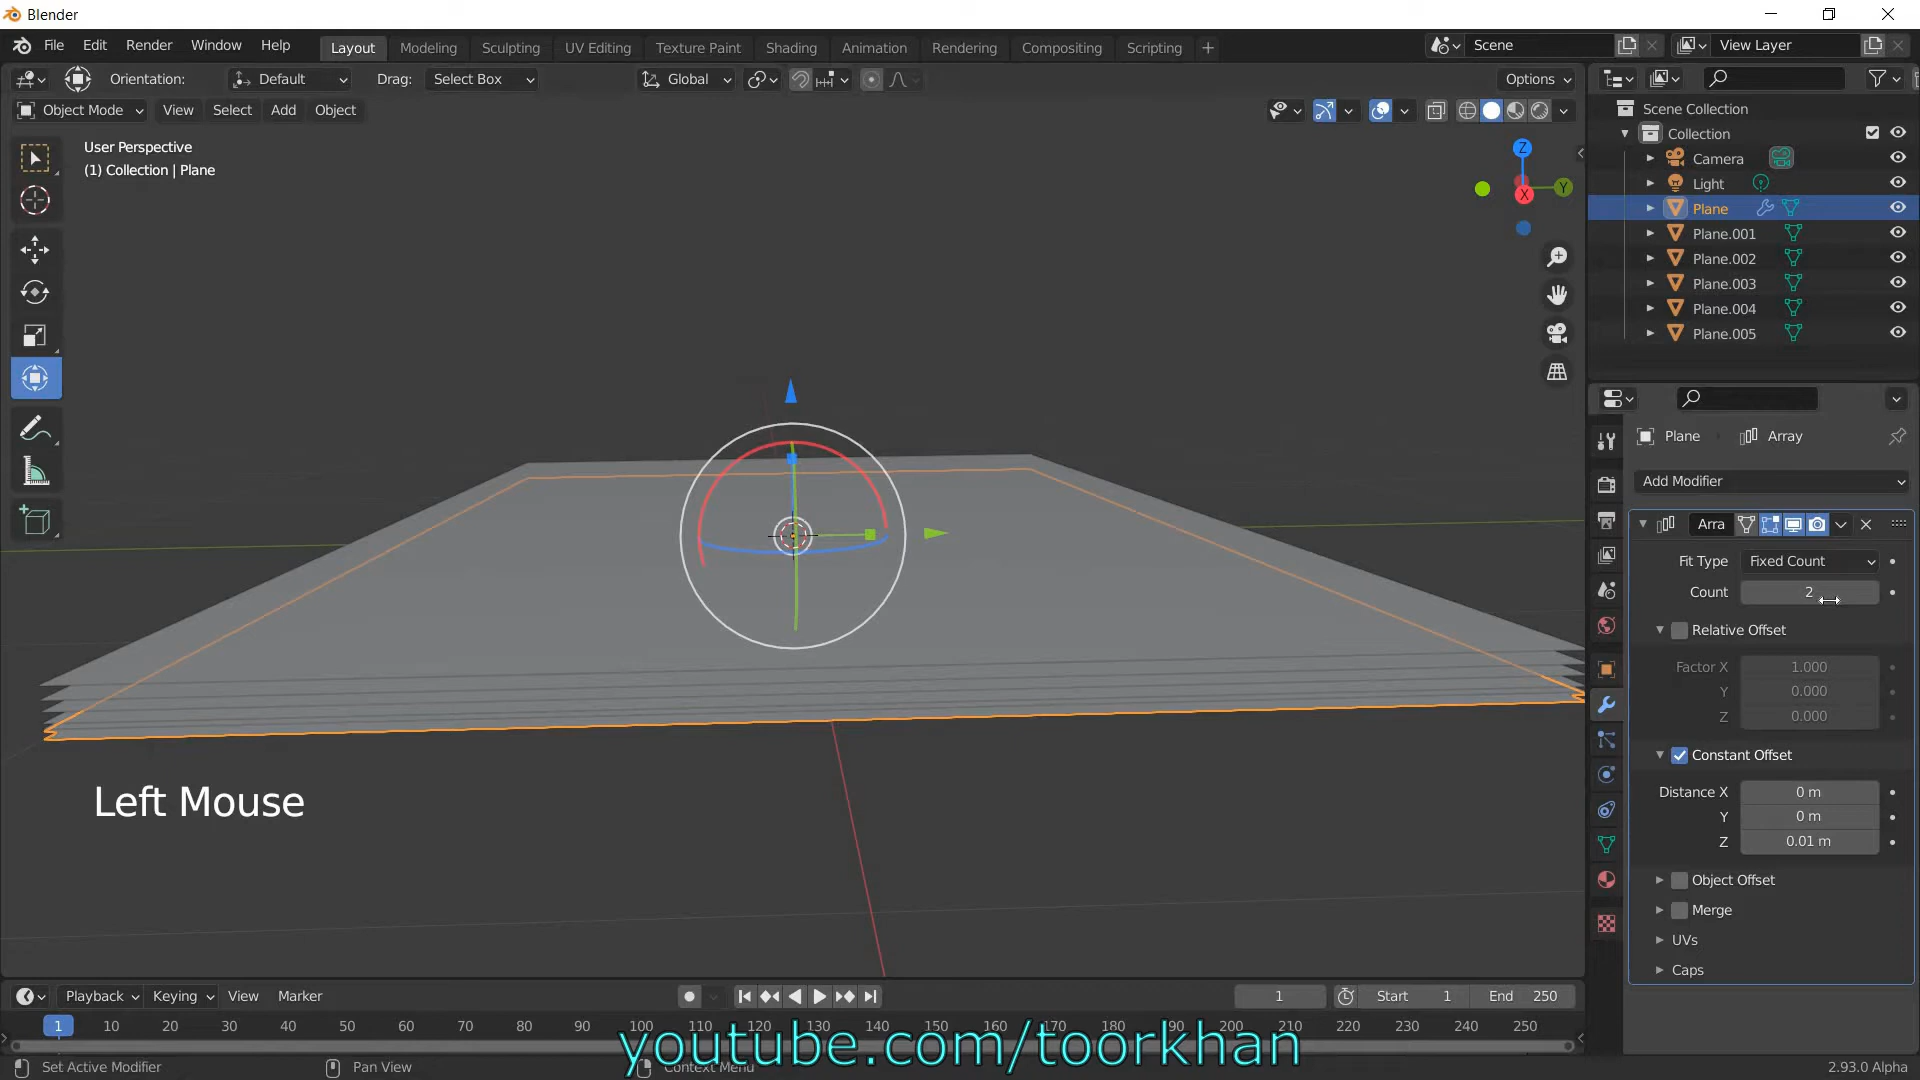 Blender
File Edit Render Window Help Layout Modeling Sculpting UV Editing Texture Paint Shading Animation Rendering Compositing Scripting + Scene View Layer
Orientation: Default Drag: Select Box Global Options
Object Mode View Select Add Object
User Perspective
(1) Collection | Plane
Z
Y
X
Scene Collection
Collection
Camera
Light
Plane
Plane.001
Plane.002
Plane.003
Plane.004
Plane.005
Plane Array
Add Modifier
Arra
Fit Type Fixed Count
Count 2
Relative Offset
Factor X 1.000
Y 0.000
Z 0.000
Constant Offset
Distance X 0 m
Y 0 m
Z 0.01 m
Object Offset
Merge
UVs
Caps
Left Mouse
Playback Keying View Marker 1 Start 1 End 250
1 10 20 30 40 50 60 70 80 90 100 110 120 130 140 150 160 170 180 190 200 210 220 230 240 250
youtube.com/toorkhan
Set Active Modifier Pan View Context Menu 2.93.0 Alpha